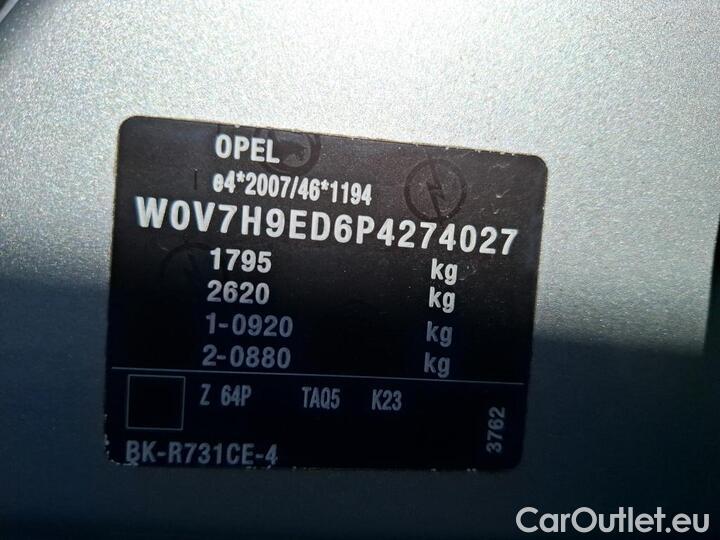 OPEL
e4*2007/46*1194
W0V7H9ED6P4274027
1795 kg
2620 kg
1-0920 kg
2-0880 kg
Z 64P TAQ5 K23
3762
BK-R731CE-4
CarOutlet.eu